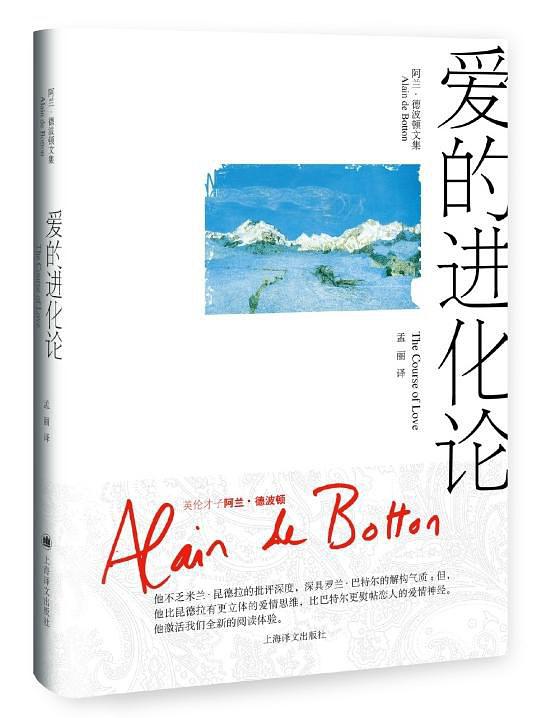 阿兰·德波顿文集
Alain de Botton
爱的进化论
The Course of Love
孟丽 译
上海译文出版社
爱的进化论
阿兰·德波顿文集
Alain de Botton
The Course of Love
孟丽 译
英伦才子阿兰·德波顿
Alain de Botton
他不乏米兰·昆德拉的批评深度，深具罗兰·巴特尔的解构气质；但，
他比昆德拉有更立体的爱情思维，比巴特尔更熨帖恋人的爱情神经。
他激活我们全新的阅读体验。
上海译文出版社